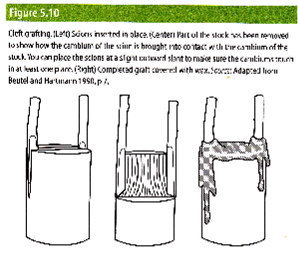 Figure 5.10
Cleft grafting. (Left) Scions inserted in place. (Center) Part of the stock has been removed
to show how the cambium of the scion is brought into contact with the cambium of the
stock. You can place the scions at a slight outward slant to make sure the cambiums touch
in at least one place. (Right) Completed graft covered with wax. Source: Adapted from
Beutel and Hartmann 1990, p. 7.